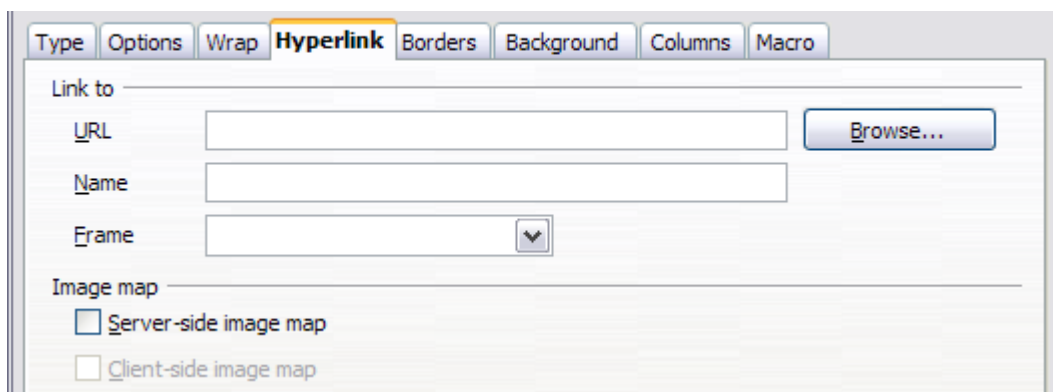 Type Options Wrap Hyperlink Borders Background Columns Macro
Link to
URL Browse...
Name
Frame
Image map
Server-side image map
Client-side image map